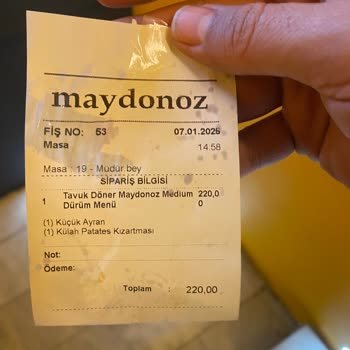 maydonoz
FİŞ NO: 53 07.01.2025
Masa 14:58
Masa : 19 - Müdür bey
SİPARİŞ BİLGİSİ
1 Tavuk Döner Maydonoz Medium 220,0
Dürüm Menü 0
(1) Küçük Ayran
(1) Külah Patates Kızartması
Not:
Ödeme:
Toplam : 220,00